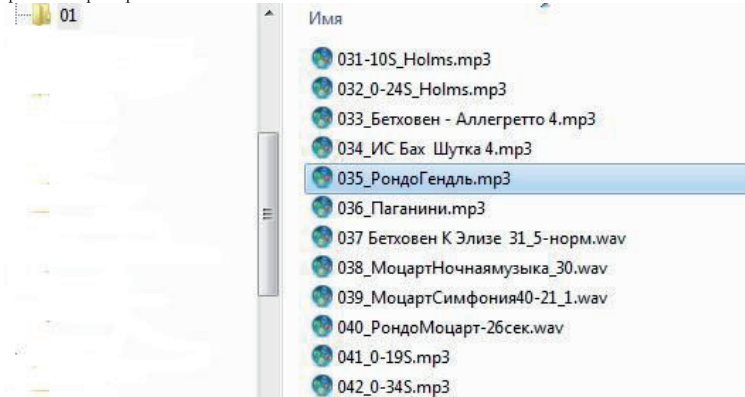 01
Имя
031-10S_Holms.mp3
032_0-24S_Holms.mp3
033_Бетховен - Аллегретто 4.mp3
034_ИС Бах Шутка 4.mp3
035_РондоГендль.mp3
036_Паганини.mp3
037 Бетховен К Элизе 31_5-норм.wav
038_МоцартНочнаямузыка_30.wav
039_МоцартСимфония40-21_1.wav
040_РондоМоцарт-26сек.wav
041_0-19S.mp3
042_0-34S.mp3